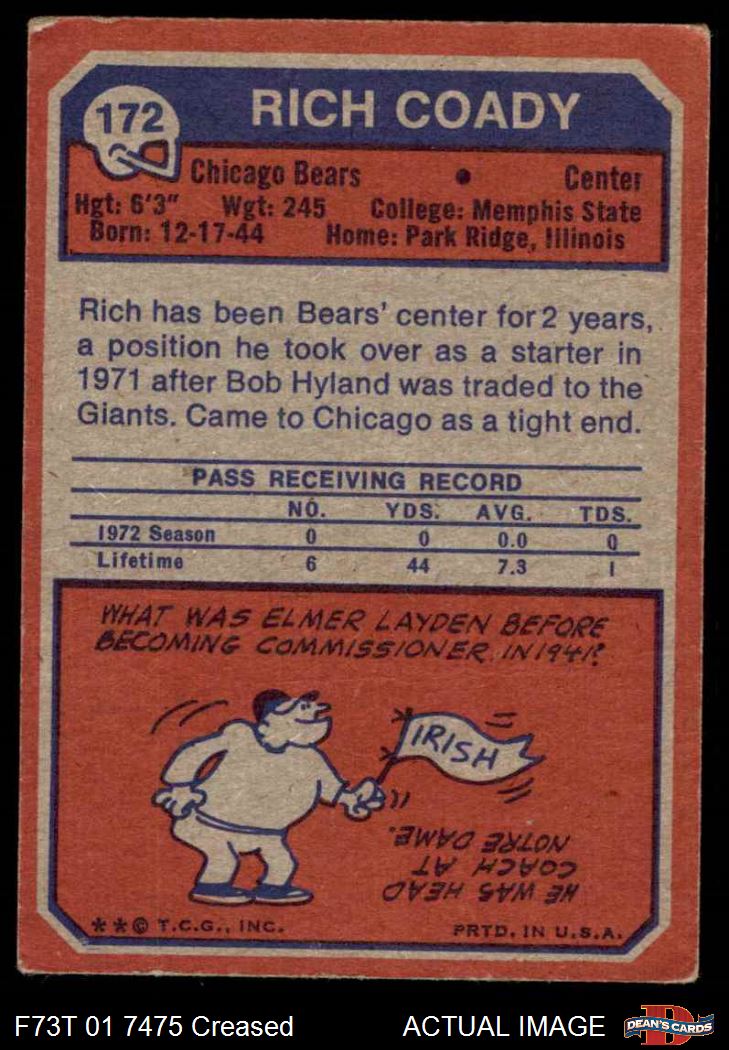 172
RICH COADY
Chicago Bears • Center
Hgt: 6'3" Wgt: 245 College: Memphis State
Born: 12-17-44 Home: Park Ridge, Illinois
Rich has been Bears' center for 2 years,
a position he took over as a starter in
1971 after Bob Hyland was traded to the
Giants. Came to Chicago as a tight end.
PASS RECEIVING RECORD
NO. YDS. AVG. TDS.
1972 Season 0 0 0.0 0
Lifetime 6 44 7.3 1
WHAT WAS ELMER LAYDEN BEFORE
BECOMING COMMISSIONER IN 1941?
IRISH
HE WAS HEAD
COACH AT
NOTRE DAME.
**© T.C.G., INC. PRTD. IN U.S.A.
F73T 01 7475 Creased ACTUAL IMAGE
D
DEAN'S CARDS